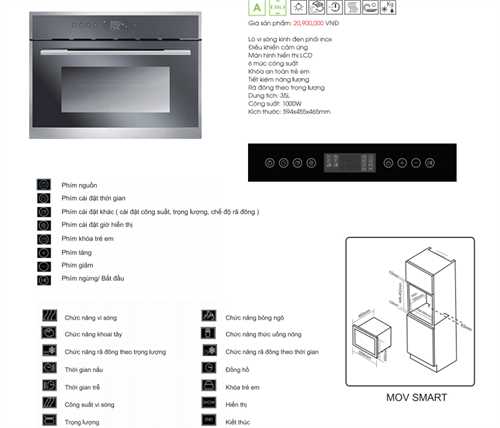 A
Giá sản phẩm: 20,900,000 VNĐ
Lò vi sóng kính đen phối inox
Điều khiển cảm ứng
Màn hình hiển thị LCD
6 mức công suất
Khóa an toàn trẻ em
Tiết kiệm năng lượng
Rã đông theo trọng lượng
Dung tích: 35L
Công suất: 1000W
Kích thước: 594x455x465mm
Phím nguồn
Phím cài đặt thời gian
Phím cài đặt khác ( cài đặt công suất, trọng lượng, chế độ rã đông )
Phím cài đặt giờ hiển thị
Phím khóa trẻ em
Phím tăng
Phím giảm
Phím ngừng/ Bắt đầu
Chức năng vi sóng
Chức năng bỏng ngô
Chức năng khoai tây
Chức năng thức uống nóng
Chức năng rã đông theo trọng lượng
Chức năng rã đông theo thời gian
Thời gian nấu
Đồng hồ
Thời gian trễ
Khóa trẻ em
Công suất vi sóng
Hiển thị
Trọng lượng
Kết thúc
MOV SMART